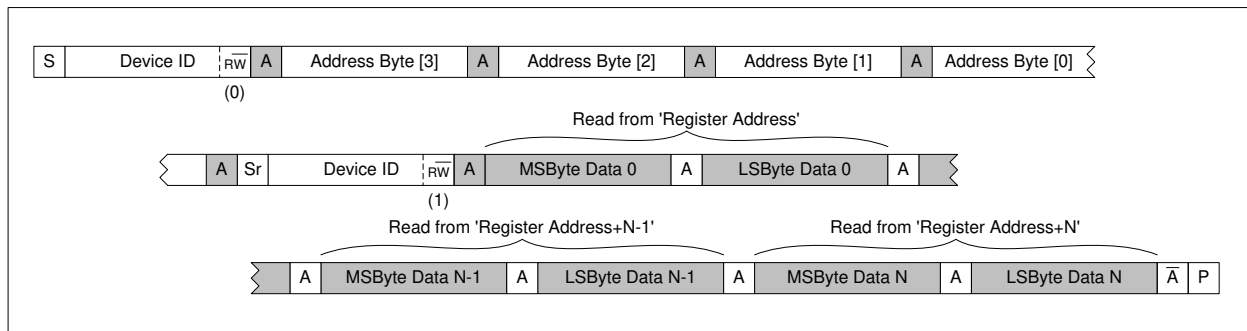 S Device ID RW̅ A Address Byte [3] A Address Byte [2] A Address Byte [1] A Address Byte [0]
(0)
Read from 'Register Address'
A Sr Device ID RW̅ A MSByte Data 0 A LSByte Data 0 A
(1)
Read from 'Register Address+N-1' Read from 'Register Address+N'
A MSByte Data N-1 A LSByte Data N-1 A MSByte Data N A LSByte Data N A̅ P